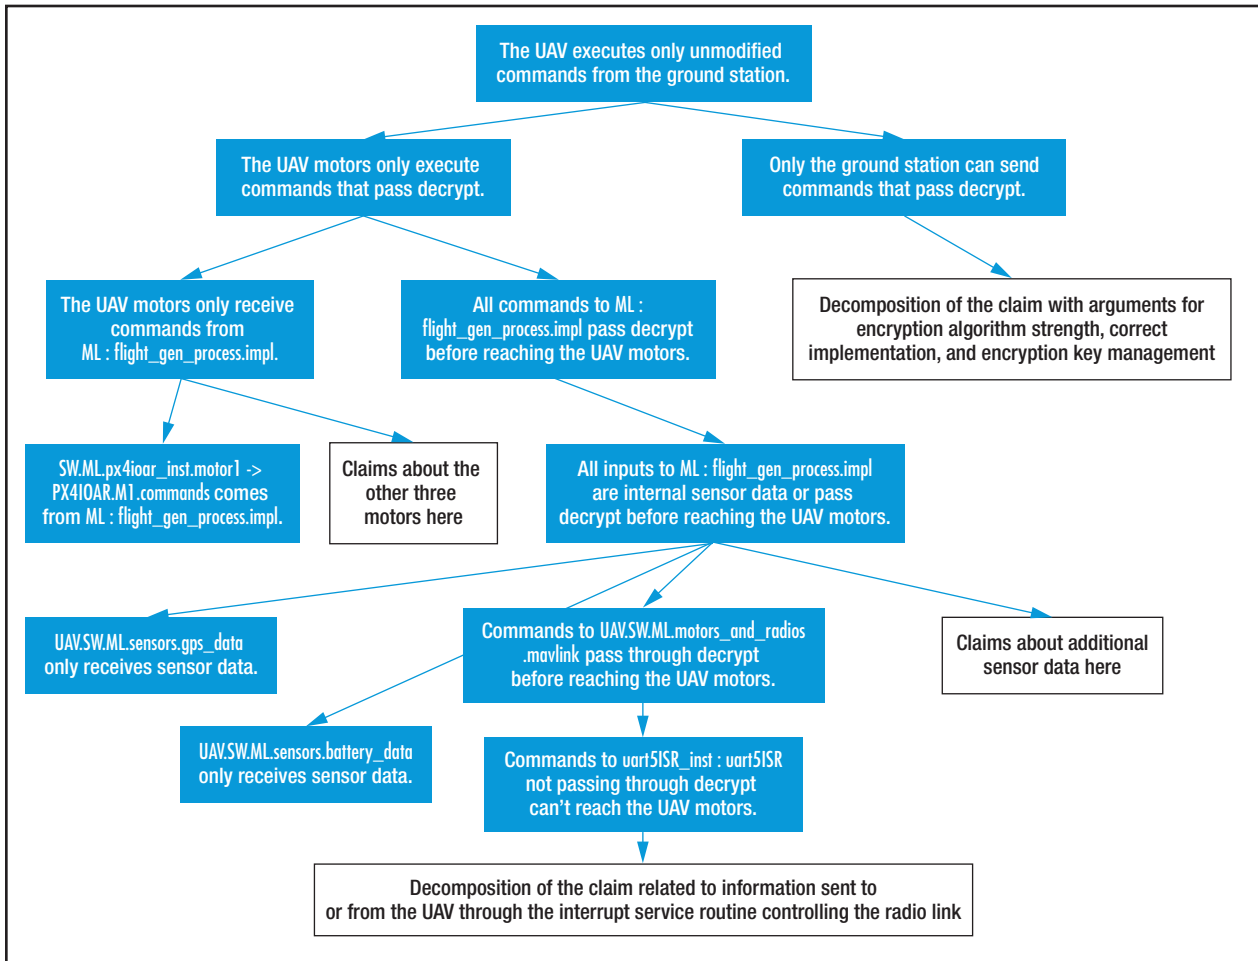 The UAV executes only unmodified
commands from the ground station.
The UAV motors only execute
commands that pass decrypt.
Only the ground station can send
commands that pass decrypt.
The UAV motors only receive
commands from
ML : flight_gen_process.impl.
All commands to ML :
flight_gen_process.impl pass decrypt
before reaching the UAV motors.
Decomposition of the claim with arguments for
encryption algorithm strength, correct
implementation, and encryption key management
SW.ML.px4ioar_inst.motor1 ->
PX4IOAR.M1.commands comes
from ML : flight_gen_process.impl.
Claims about the
other three
motors here
All inputs to ML : flight_gen_process.impl
are internal sensor data or pass
decrypt before reaching the UAV motors.
UAV.SW.ML.sensors.gps_data
only receives sensor data.
Commands to UAV.SW.ML.motors_and_radios
.mavlink pass through decrypt
before reaching the UAV motors.
Claims about additional
sensor data here
UAV.SW.ML.sensors.battery_data
only receives sensor data.
Commands to uart5ISR_inst : uart5ISR
not passing through decrypt
can't reach the UAV motors.
Decomposition of the claim related to information sent to
or from the UAV through the interrupt service routine controlling the radio link